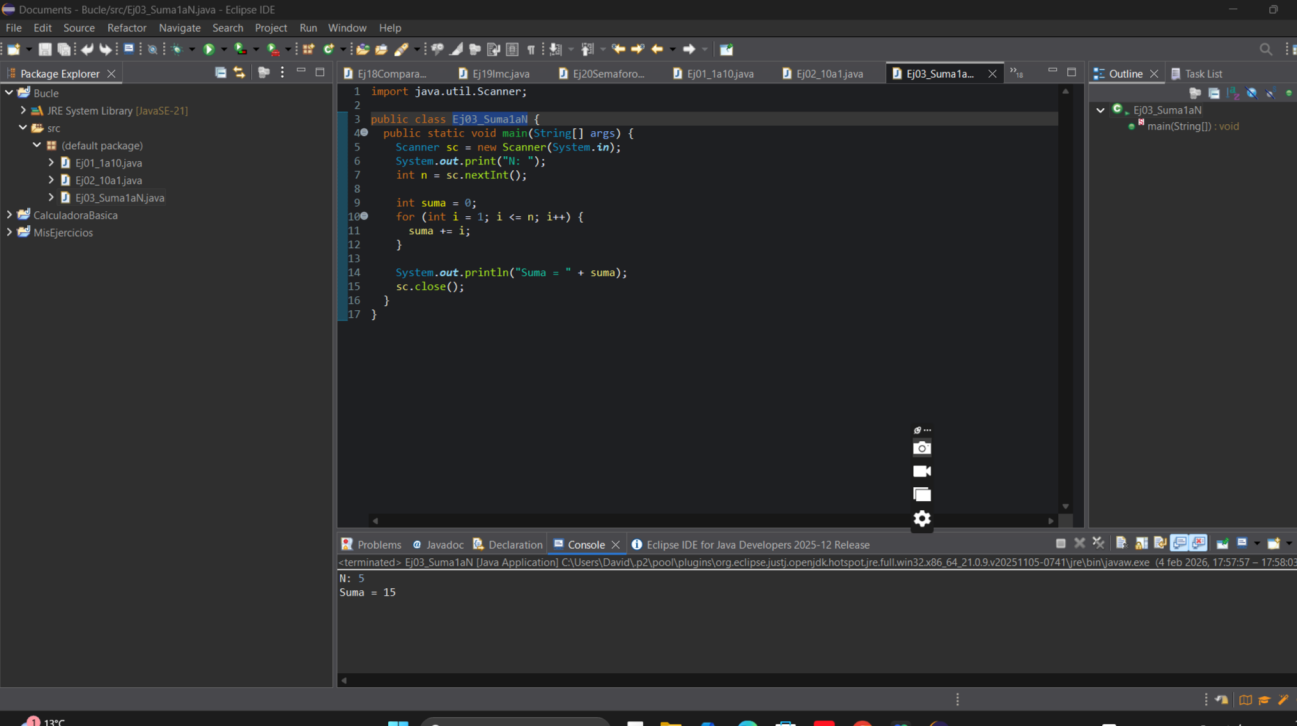 Documents - Bucle/src/Ej03_Suma1aN.java - Eclipse IDE
File Edit Source Refactor Navigate Search Project Run Window Help
Package Explorer
Bucle
JRE System Library [JavaSE-21]
src
(default package)
Ej01_1a10.java
Ej02_10a1.java
Ej03_Suma1aN.java
CalculadoraBasica
MisEjercicios
Ej18Compara... Ej19Imc.java Ej20Semaforo... Ej01_1a10.java Ej02_10a1.java Ej03_Suma1a... »18
1 import java.util.Scanner;
2
3 public class Ej03_Suma1aN {
4 public static void main(String[] args) {
5 Scanner sc = new Scanner(System.in);
6 System.out.print("N: ");
7 int n = sc.nextInt();
8
9 int suma = 0;
10 for (int i = 1; i <= n; i++) {
11 suma += i;
12 }
13
14 System.out.println("Suma = " + suma);
15 sc.close();
16 }
17 }
Outline Task List
Ej03_Suma1aN
main(String[]) : void
Problems Javadoc Declaration Console Eclipse IDE for Java Developers 2025-12 Release
<terminated> Ej03_Suma1aN [Java Application] C:\Users\David\.p2\pool\plugins\org.eclipse.justj.openjdk.hotspot.jre.full.win32.x86_64_21.0.9.v20251105-0741\jre\bin\javaw.exe (4 feb 2026, 17:57:57 – 17:58:03
N: 5
Suma = 15
1 13°C